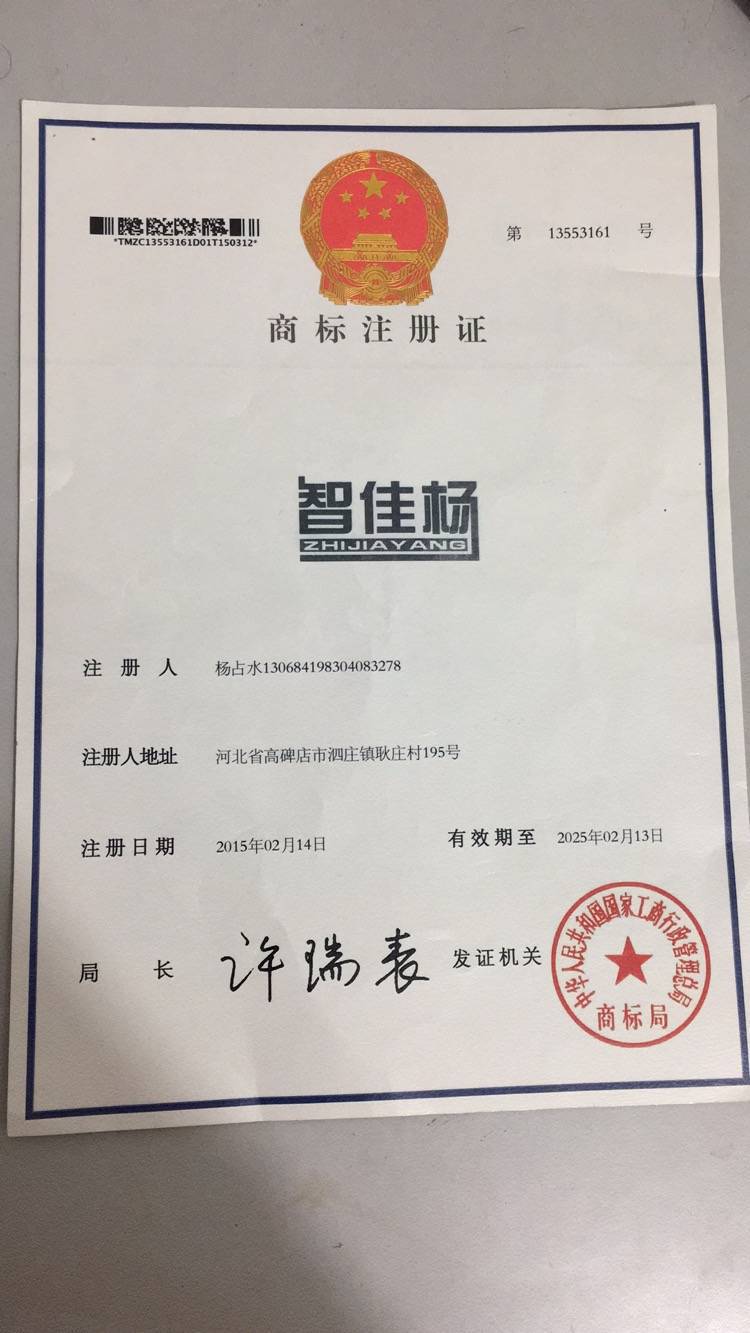 *TMZC13553161D01T150312*
第 13553161 号
商标注册证
智佳杨
ZHIJIAYANG
注册人 杨占水130684198304083278
注册人地址 河北省高碑店市泗庄镇耿庄村195号
注册日期 2015年02月14日 有效期至 2025年02月13日
局长 许瑞表 发证机关
中华人民共和国国家工商行政管理总局
商标局